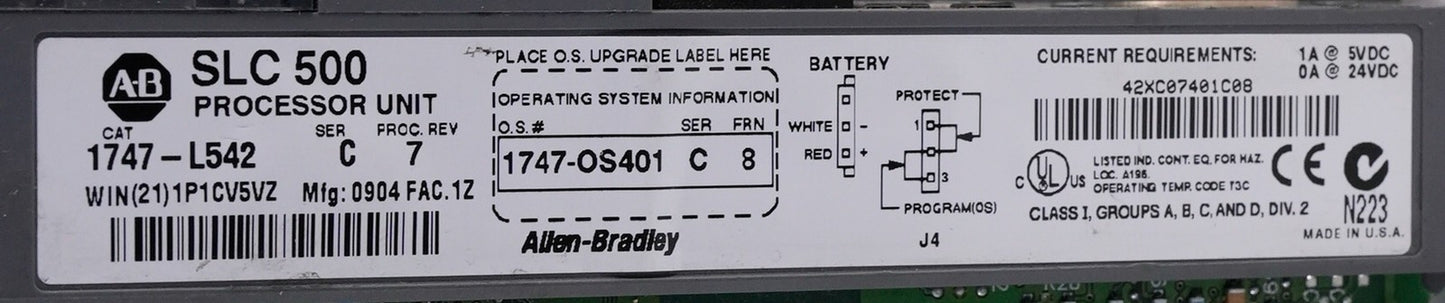 A-B
SLC 500
PROCESSOR UNIT
CAT SER PROC. REV
1747-L542 C 7
WIN(21)1P1CV5VZ Mfg: 0904 FAC.1Z
PLACE O.S. UPGRADE LABEL HERE
OPERATING SYSTEM INFORMATION
O.S.# SER FRN
1747-OS401 C 8
Allen-Bradley
BATTERY
WHITE -
RED +
PROTECT
1
3
PROGRAM(OS)
J4
CURRENT REQUIREMENTS: 1A @ 5VDC
0A @ 24VDC
42XC07401C08
C UL US
LISTED IND. CONT. EQ. FOR HAZ.
LOC. A196.
OPERATING TEMP. CODE T3C
CE
CLASS I, GROUPS A, B, C, AND D, DIV. 2
N223
MADE IN U.S.A.